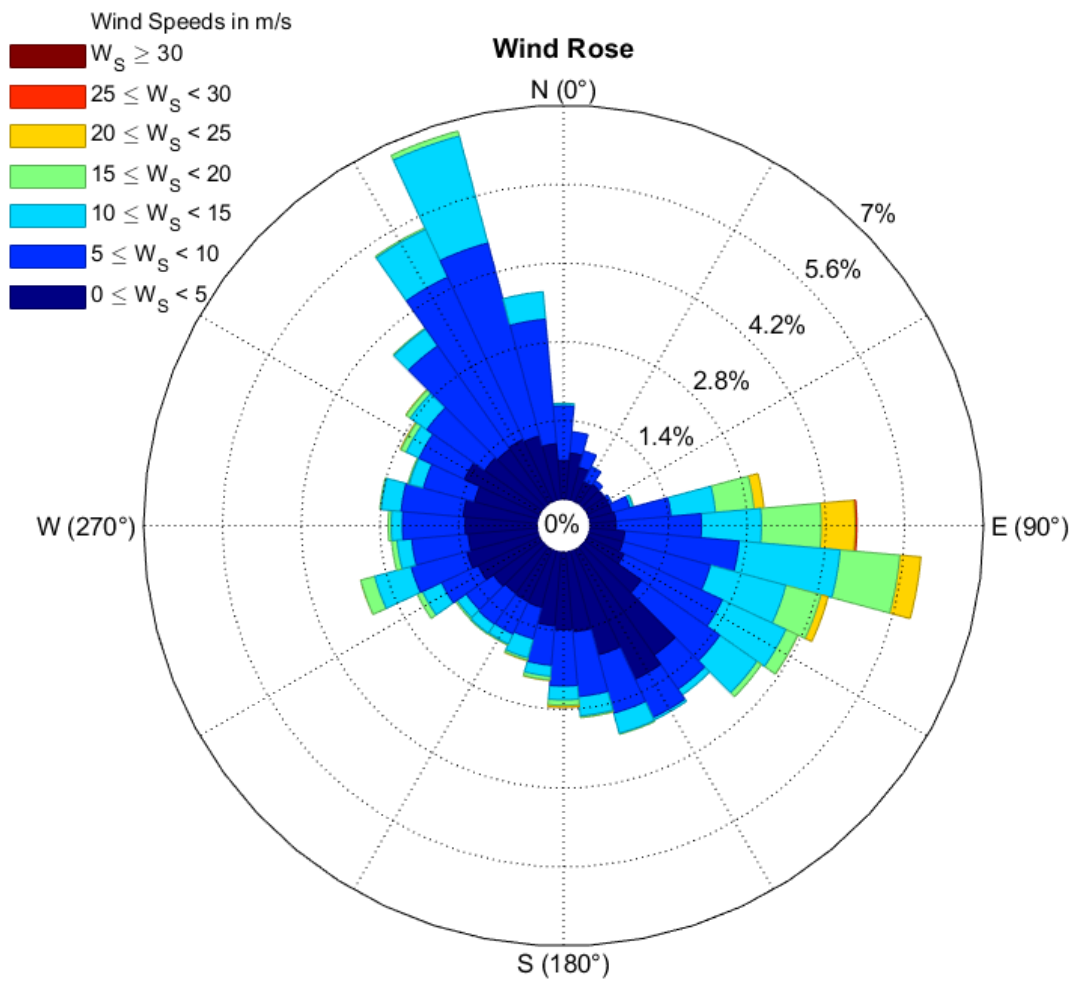 Wind Speeds in m/s
W_S ≥ 30
25 ≤ W_S < 30
20 ≤ W_S < 25
15 ≤ W_S < 20
10 ≤ W_S < 15
5 ≤ W_S < 10
0 ≤ W_S < 5
Wind Rose
N (0°)
7%
5.6%
4.2%
2.8%
1.4%
0%
W (270°)
E (90°)
S (180°)